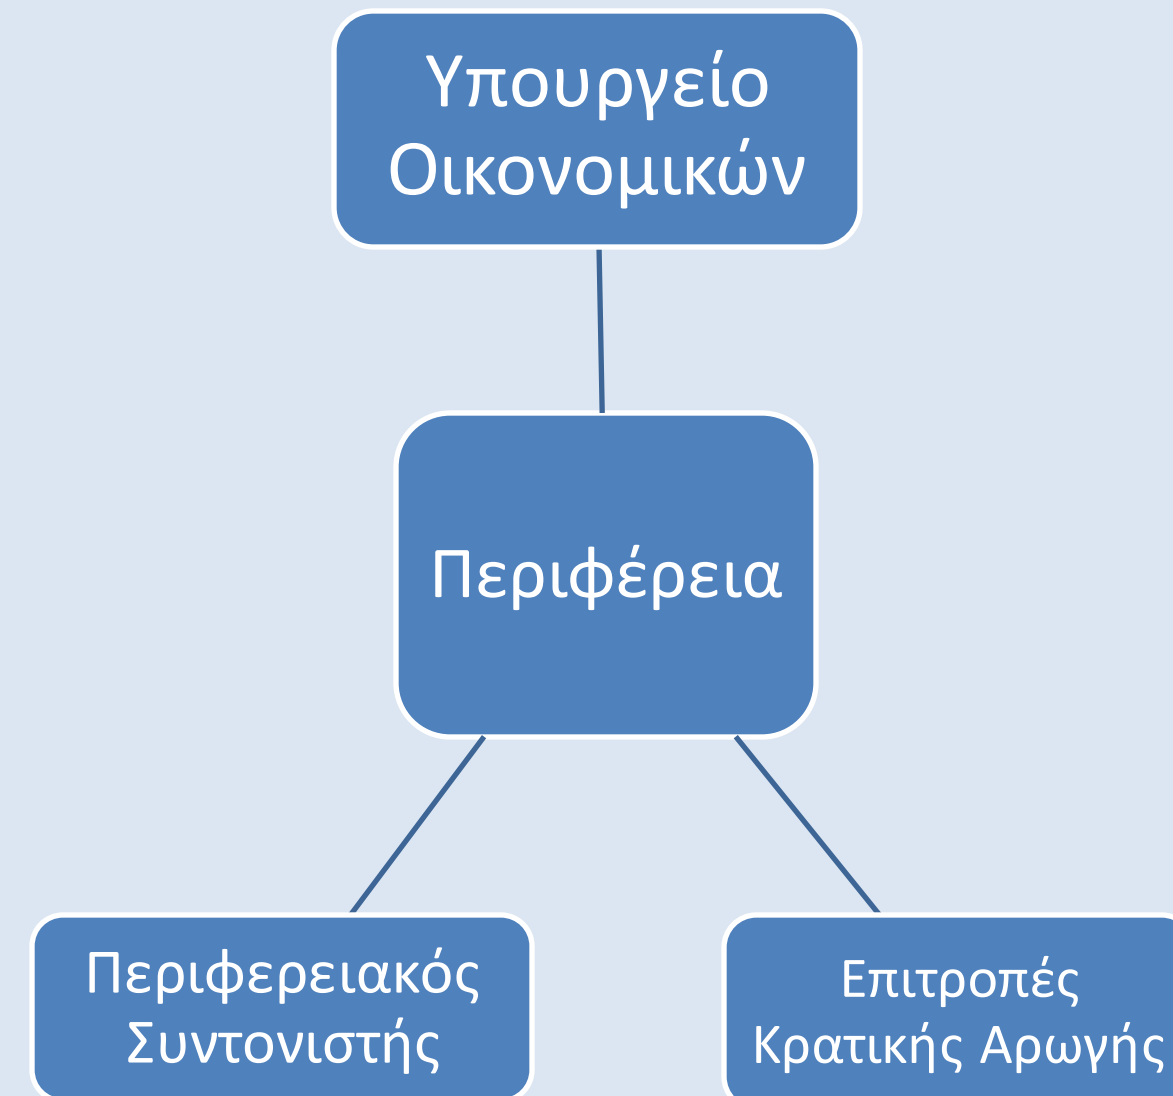 Υπουργείο
Οικονομικών
Περιφέρεια
Περιφερειακός
Συντονιστής
Επιτροπές
Κρατικής Αρωγής